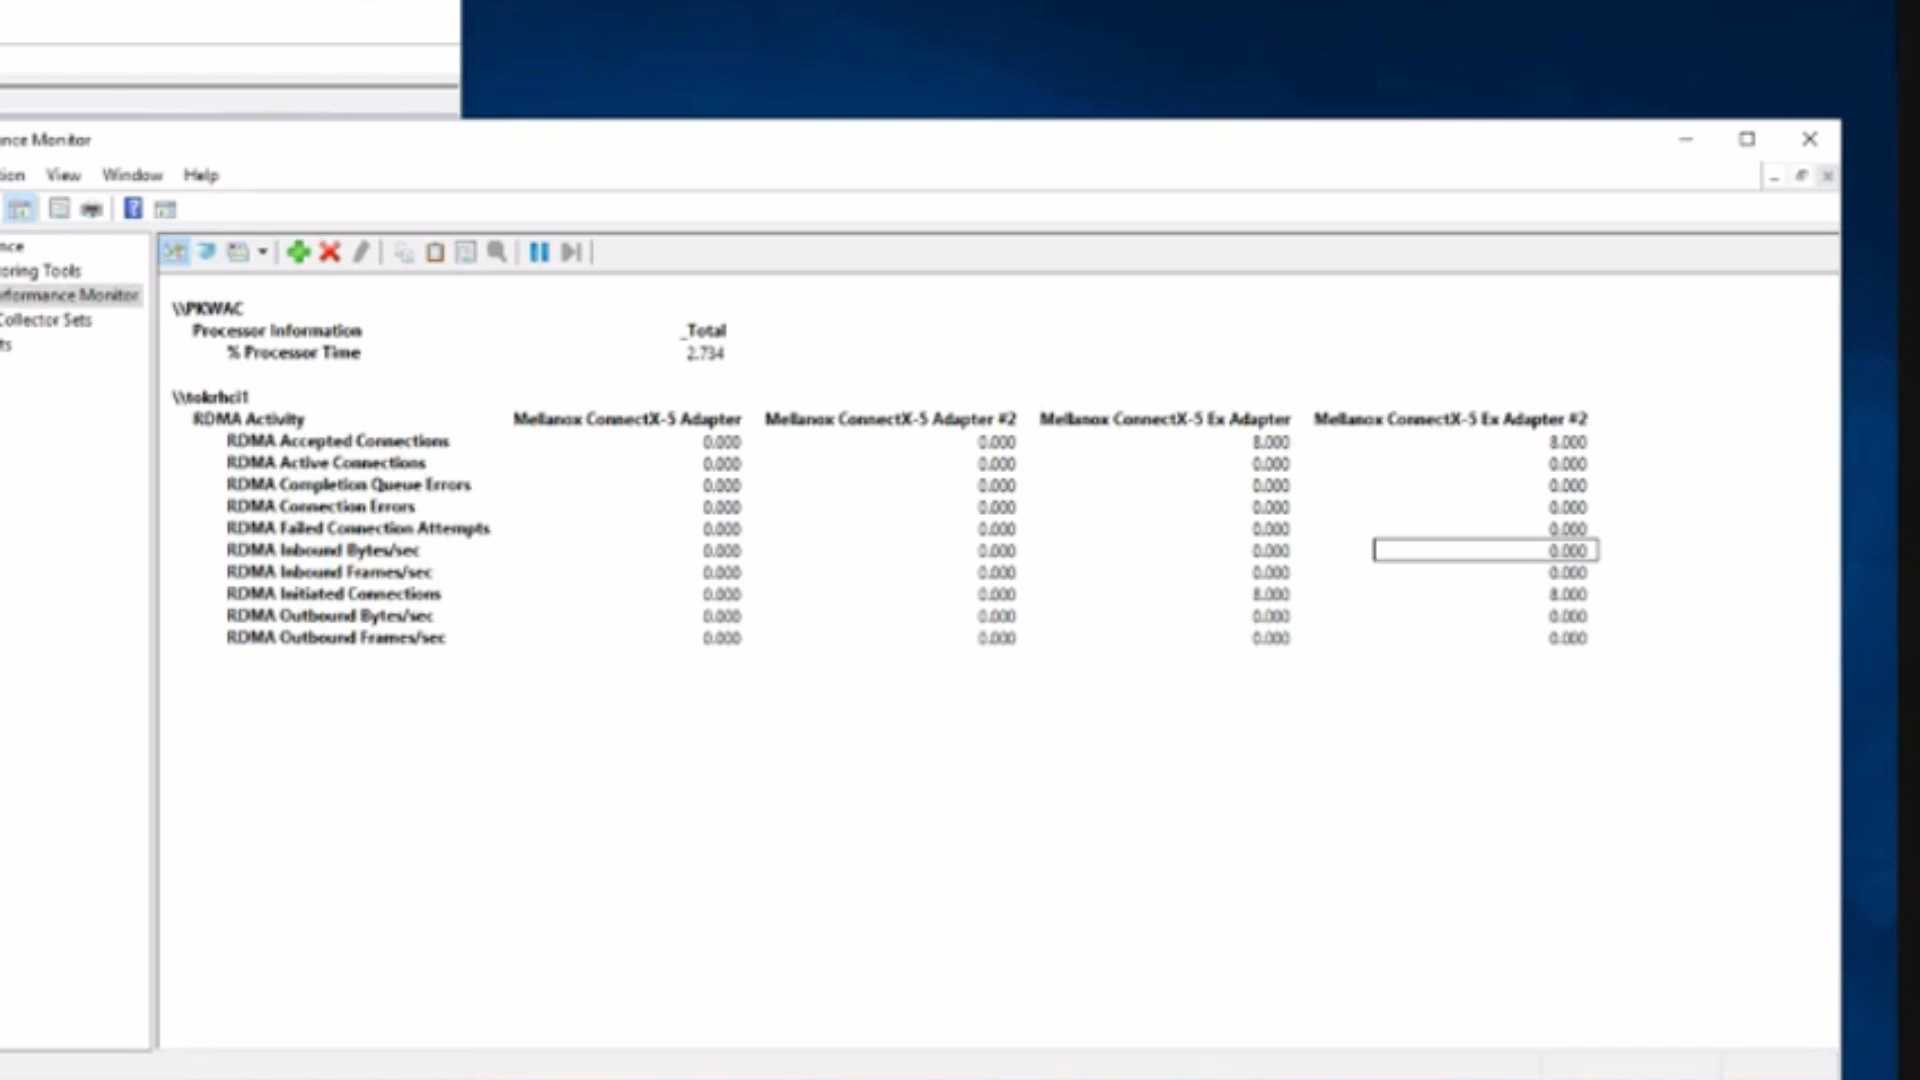 nce Monitor
tion View Window Help
nce
oring Tools
rformance Monitor
Collector Sets
ts
\\PKWAC
Processor Information _Total
% Processor Time 2.734
\\tokrhci1
RDMA Activity Mellanox ConnectX-5 Adapter Mellanox ConnectX-5 Adapter #2 Mellanox ConnectX-5 Ex Adapter Mellanox ConnectX-5 Ex Adapter #2
RDMA Accepted Connections 0.000 0.000 8.000 8.000
RDMA Active Connections 0.000 0.000 0.000 0.000
RDMA Completion Queue Errors 0.000 0.000 0.000 0.000
RDMA Connection Errors 0.000 0.000 0.000 0.000
RDMA Failed Connection Attempts 0.000 0.000 0.000 0.000
RDMA Inbound Bytes/sec 0.000 0.000 0.000 0.000
RDMA Inbound Frames/sec 0.000 0.000 0.000 0.000
RDMA Initiated Connections 0.000 0.000 8.000 8.000
RDMA Outbound Bytes/sec 0.000 0.000 0.000 0.000
RDMA Outbound Frames/sec 0.000 0.000 0.000 0.000